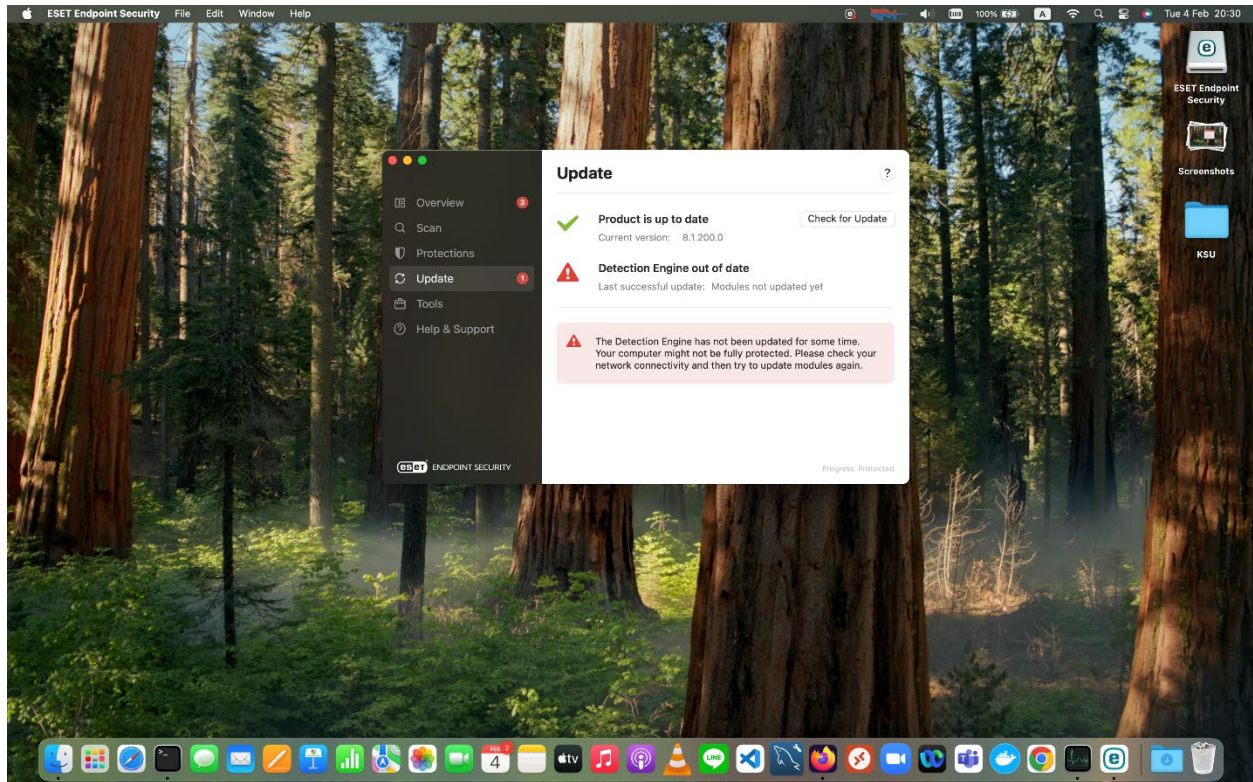 ESET Endpoint Security File Edit Window Help
100% A Tue 4 Feb 20:30
ESET Endpoint
Security
Screenshots
KSU
Update
?
Overview 3
Scan
Protections
Update 1
Tools
Help & Support
eset ENDPOINT SECURITY
Product is up to date
Check for Update
Current version: 8.1.200.0
Detection Engine out of date
Last successful update: Modules not updated yet
The Detection Engine has not been updated for some time.
Your computer might not be fully protected. Please check your
network connectivity and then try to update modules again.
Progress. Protected.
FEB 2
4
tv
LINE